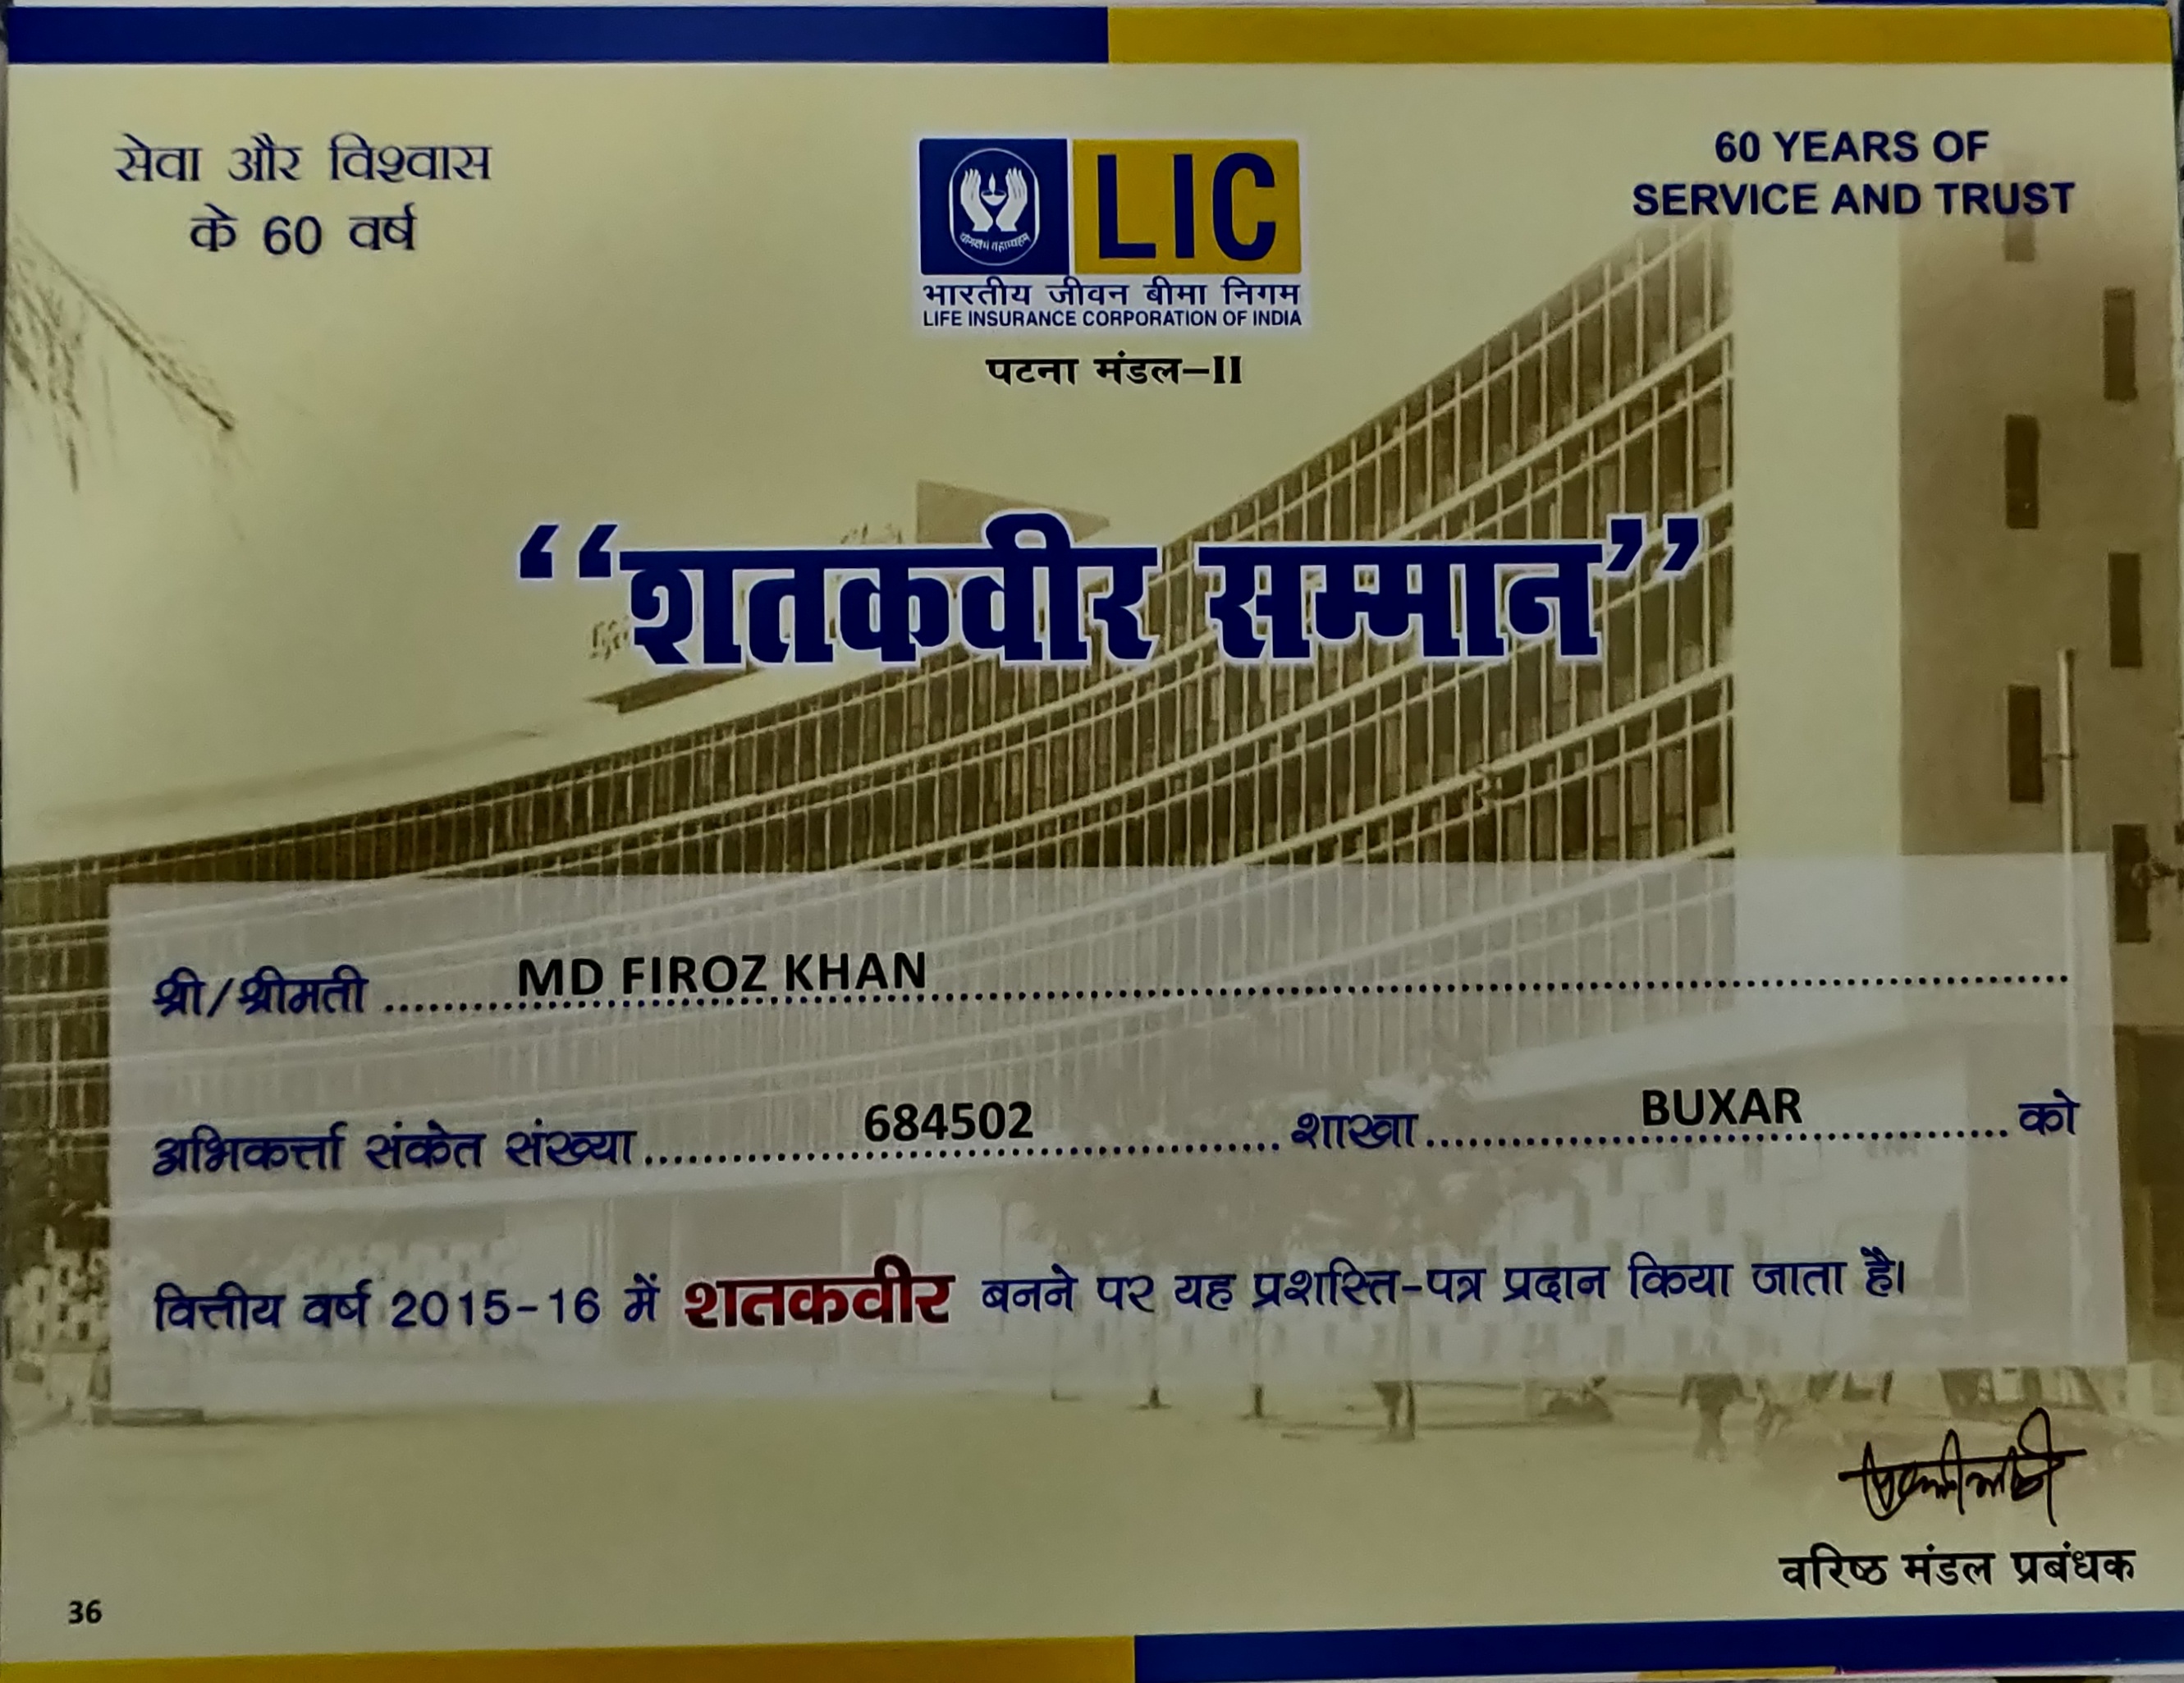 सेवा और विश्वास
के 60 वर्ष
LIC
भारतीय जीवन बीमा निगम
LIFE INSURANCE CORPORATION OF INDIA
पटना मंडल–II
60 YEARS OF
SERVICE AND TRUST
“शतकवीर सम्मान”
श्री/श्रीमती ........ MD FIROZ KHAN ........
अभिकर्त्ता संकेत संख्या ........ 684502 ........ शाखा ........ BUXAR ........ को
वित्तीय वर्ष 2015-16 में शतकवीर बनने पर यह प्रशस्ति-पत्र प्रदान किया जाता है।
वरिष्ठ मंडल प्रबंधक
36